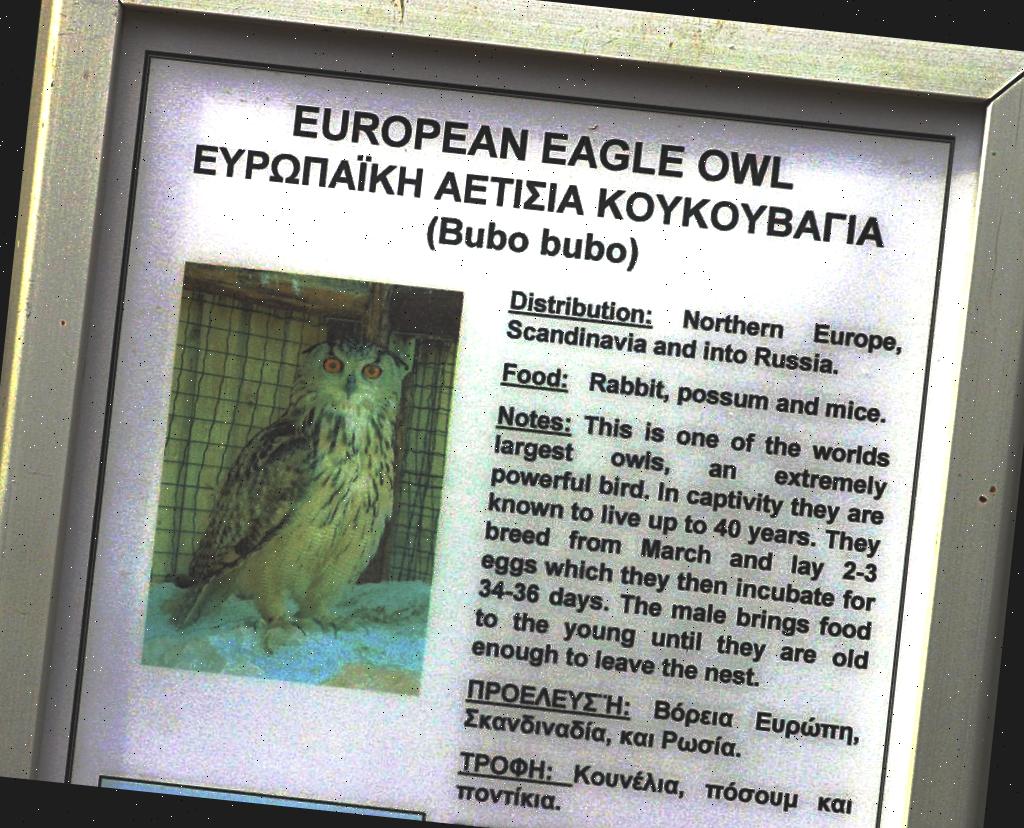 EUROPEAN EAGLE OWL
ΕΥΡΩΠΑΪΚΗ ΑΕΤΙΣΙΑ ΚΟΥΚΟΥΒΑΓΙΑ
(Bubo bubo)
Distribution: Northern Europe,
Scandinavia and into Russia.
Food: Rabbit, possum and mice.
Notes: This is one of the worlds
largest owls, an extremely
powerful bird. In captivity they are
known to live up to 40 years. They
breed from March and lay 2-3
eggs which they then incubate for
34-36 days. The male brings food
to the young until they are old
enough to leave the nest.
ΠΡΟΕΛΕΥΣΉ: Βόρεια Ευρώπη,
Σκανδιναδία, και Ρωσία.
ΤΡΟΦΗ: Κουνέλια, πόσουμ και
ποντίκια.